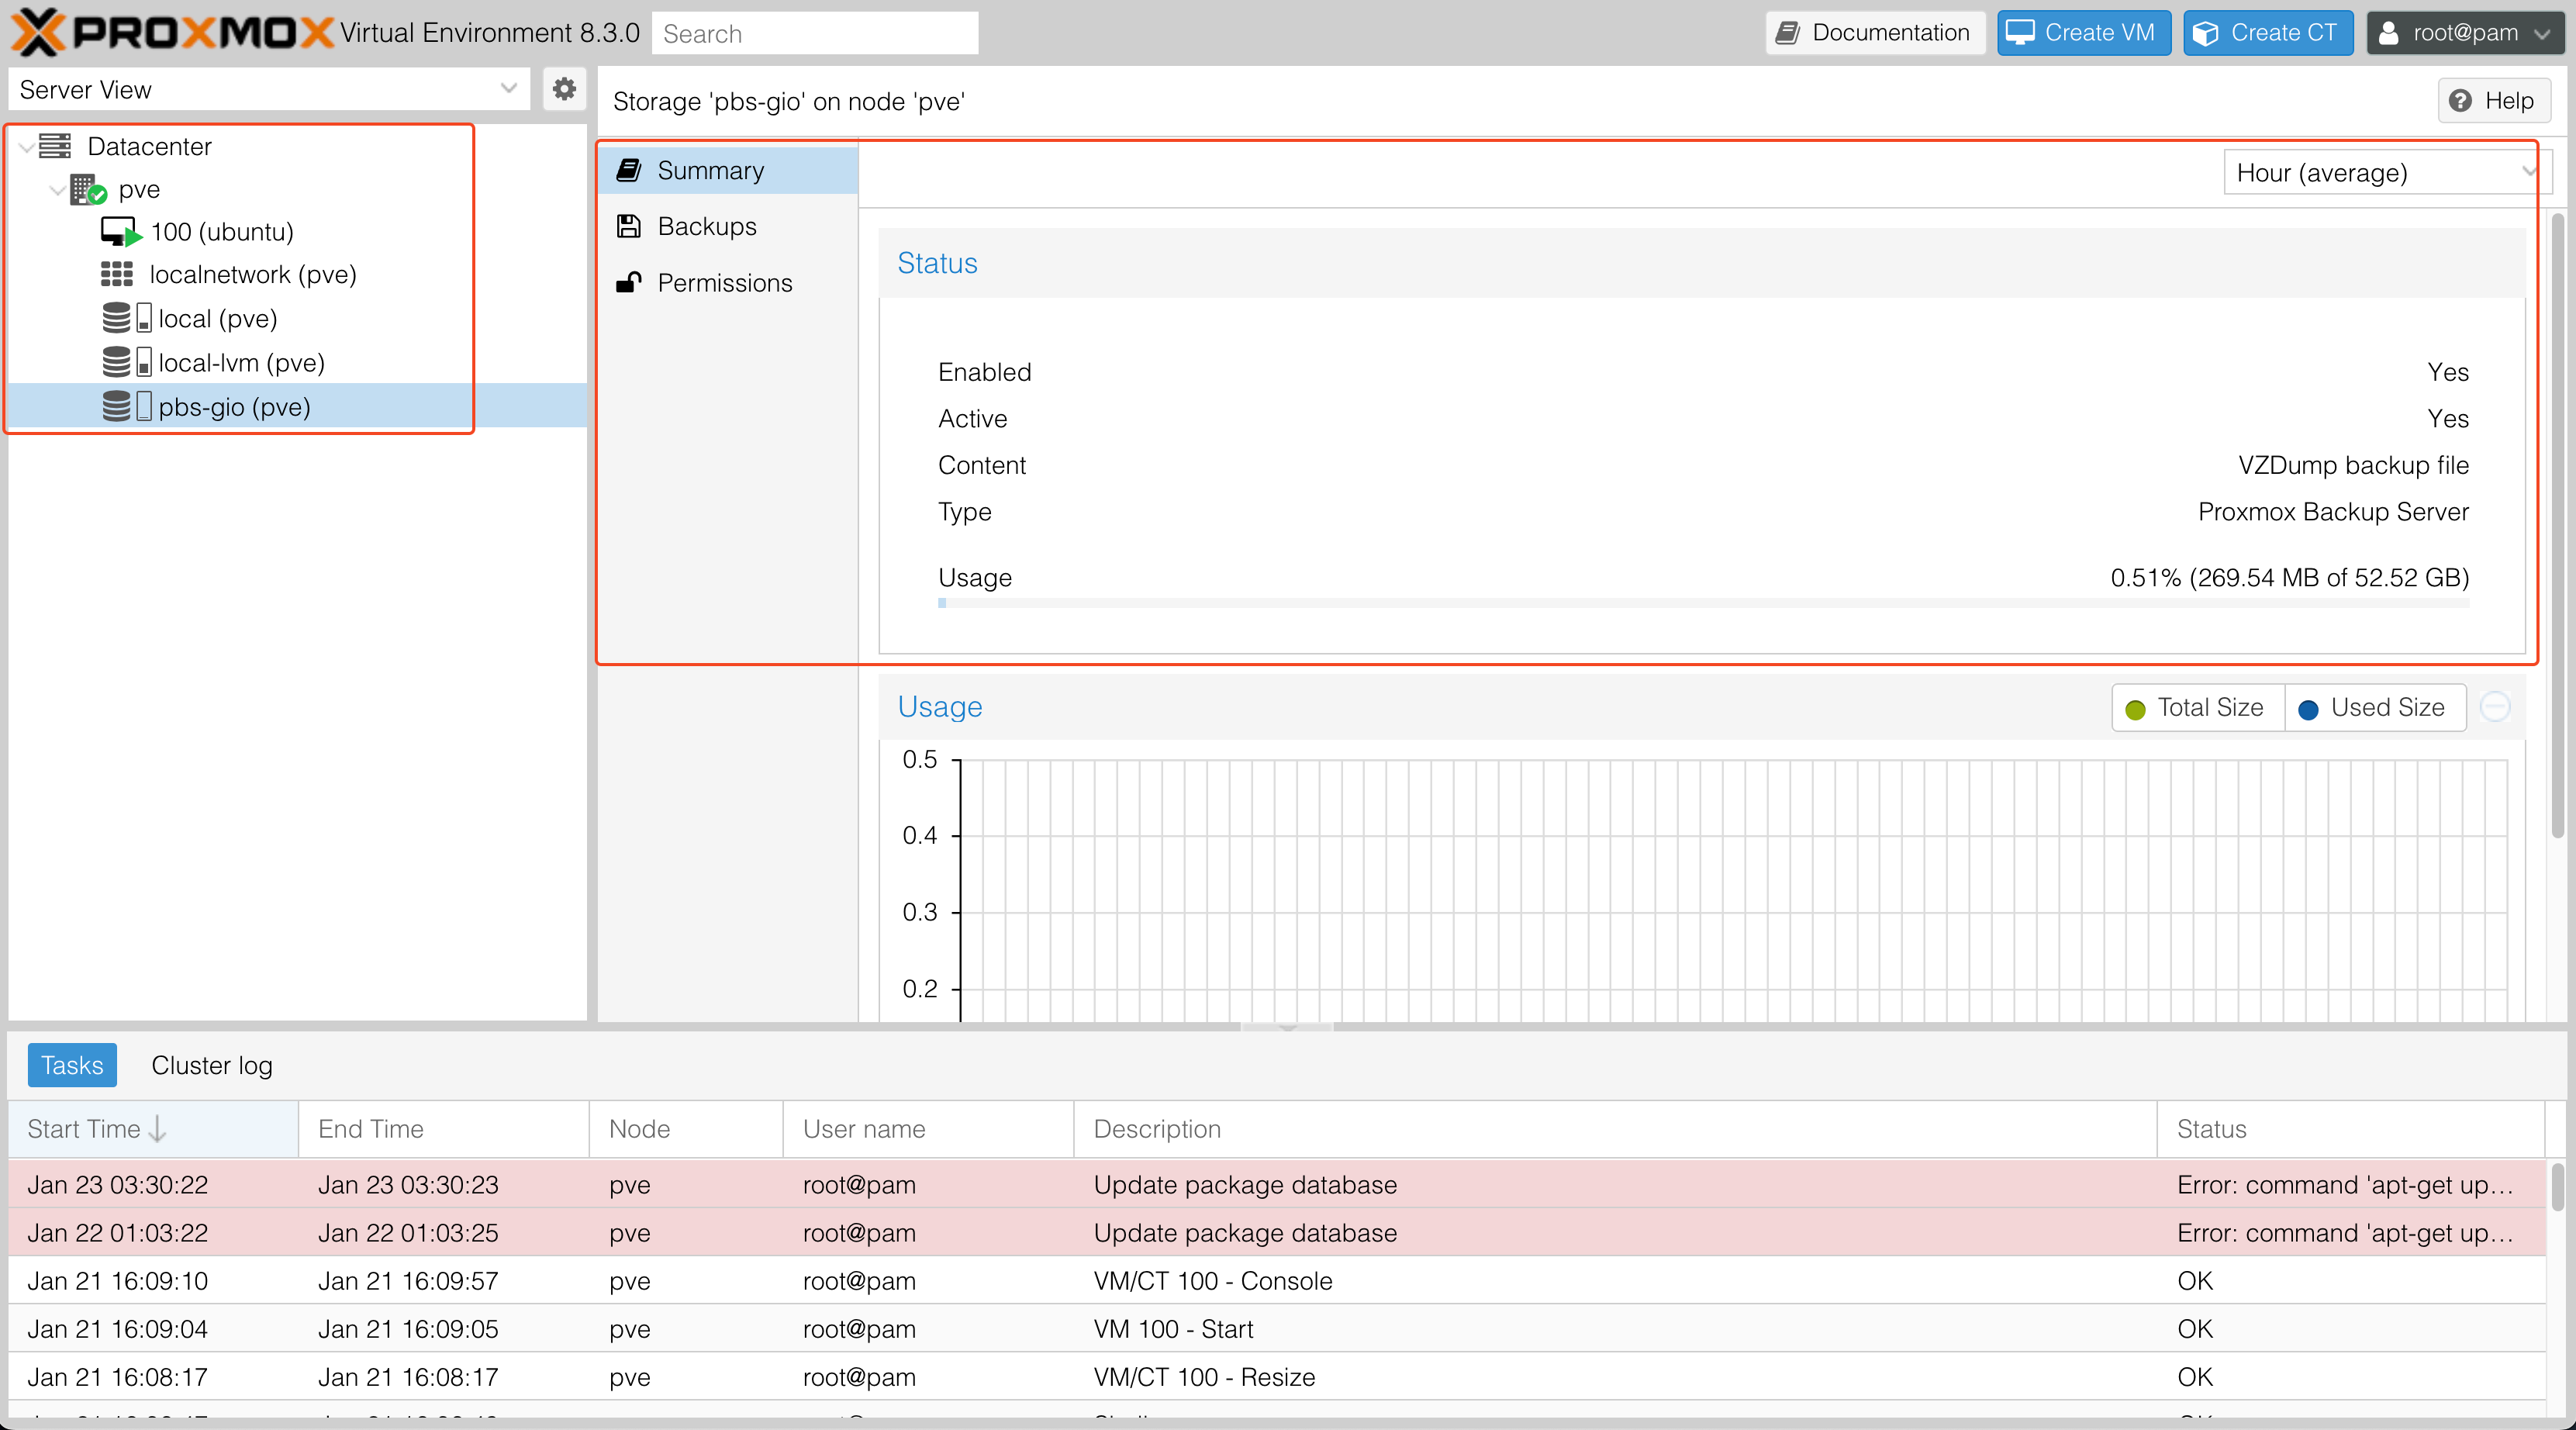 PROXMOX Virtual Environment 8.3.0 Search Documentation Create VM Create CT root@pam
Server View
Storage 'pbs-gio' on node 'pve' Help
Datacenter
pve
100 (ubuntu)
localnetwork (pve)
local (pve)
local-lvm (pve)
pbs-gio (pve)
Summary
Backups
Permissions
Hour (average)
Status
Enabled Yes
Active Yes
Content VZDump backup file
Type Proxmox Backup Server
Usage 0.51% (269.54 MB of 52.52 GB)
Usage Total Size Used Size
0.5
0.4
0.3
0.2
Tasks Cluster log
Start Time End Time Node User name Description Status
Jan 23 03:30:22 Jan 23 03:30:23 pve root@pam Update package database Error: command 'apt-get up...
Jan 22 01:03:22 Jan 22 01:03:25 pve root@pam Update package database Error: command 'apt-get up...
Jan 21 16:09:10 Jan 21 16:09:57 pve root@pam VM/CT 100 - Console OK
Jan 21 16:09:04 Jan 21 16:09:05 pve root@pam VM 100 - Start OK
Jan 21 16:08:17 Jan 21 16:08:17 pve root@pam VM/CT 100 - Resize OK